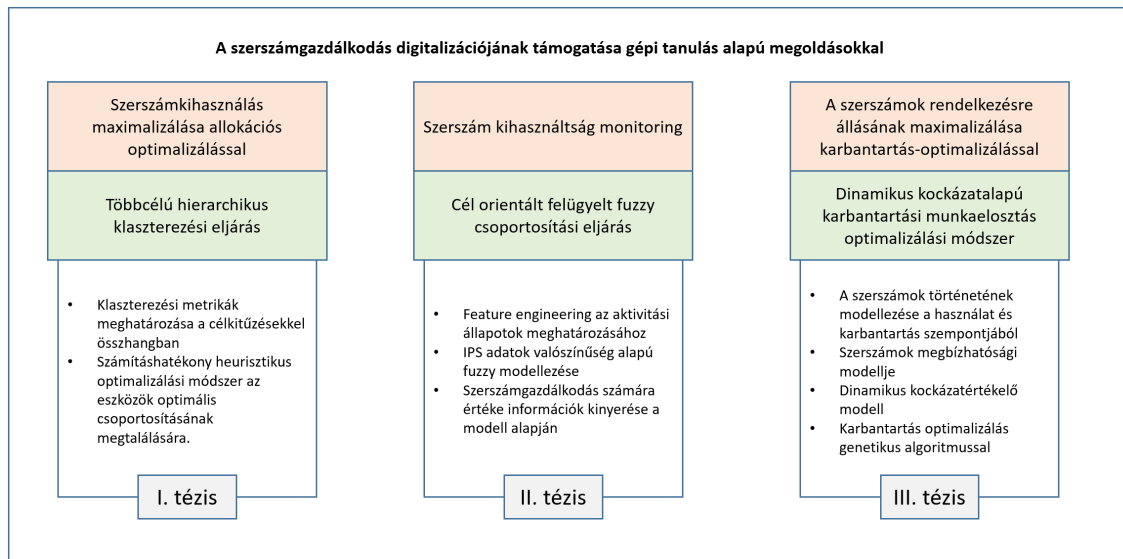 A szerszámgazdálkodás digitalizációjának támogatása gépi tanulás alapú megoldásokkal
Szerszámkihasználás
maximalizálása allokációs
optimalizálással
Többcélú hierarchikus
klaszterezési eljárás
• Klaszterezési metrikák
meghatározása a célkitűzésekkel
összhangban
• Számításhatékony heurisztikus
optimalizálási módszer az
eszközök optimális
csoportosításának
megtalálására.
I. tézis
Szerszám kihasználtság monitoring
Cél orientált felügyelt fuzzy
csoportosítási eljárás
• Feature engineering az aktivitási
állapotok meghatározásához
• IPS adatok valószínűség alapú
fuzzy modellezése
• Szerszámgazdálkodás számára
értéke információk kinyerése a
modell alapján
II. tézis
A szerszámok rendelkezésre
állásának maximalizálása
karbantartás-optimalizálással
Dinamikus kockázatalapú
karbantartási munkaelosztás
optimalizálási módszer
• A szerszámok történetének
modellezése a használat és
karbantartás szempontjából
• Szerszámok megbízhatósági
modellje
• Dinamikus kockázatértékelő
modell
• Karbantartás optimalizálás
genetikus algoritmussal
III. tézis